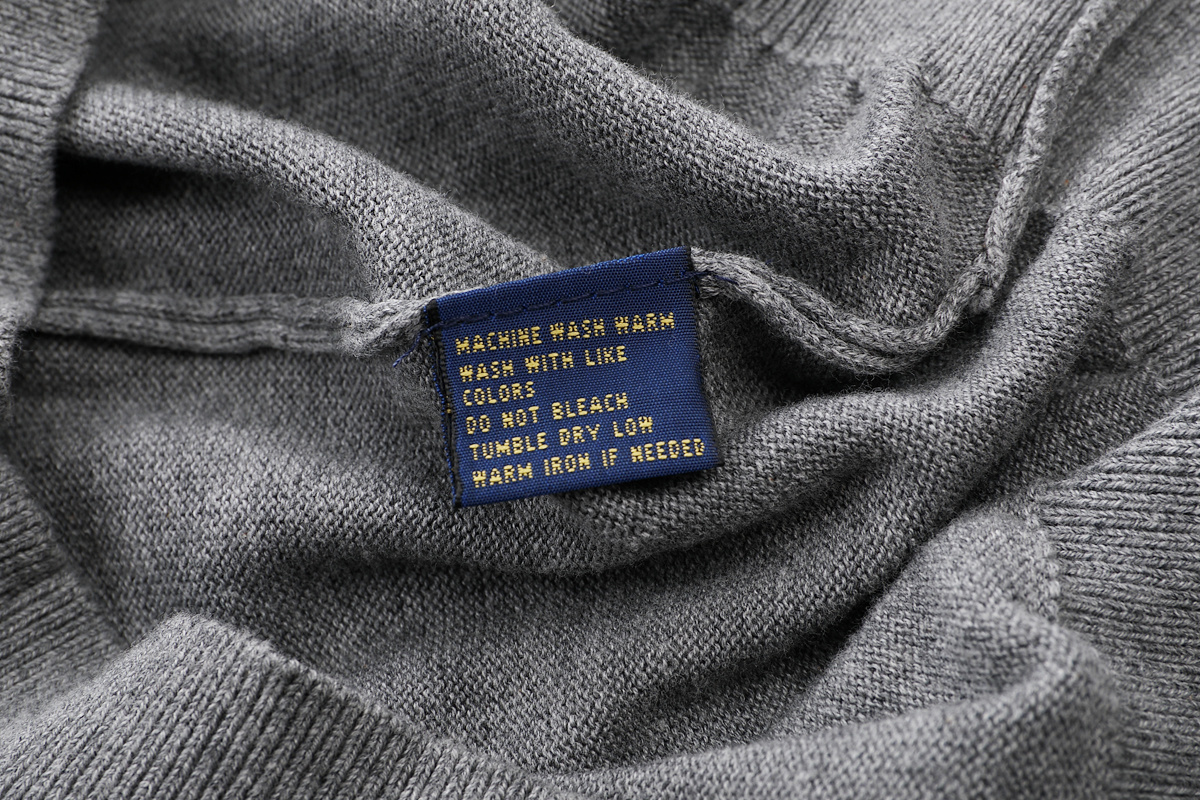 MACHINE WASH WARM
WASH WITH LIKE
COLORS
DO NOT BLEACH
TUMBLE DRY LOW
WARM IRON IF NEEDED